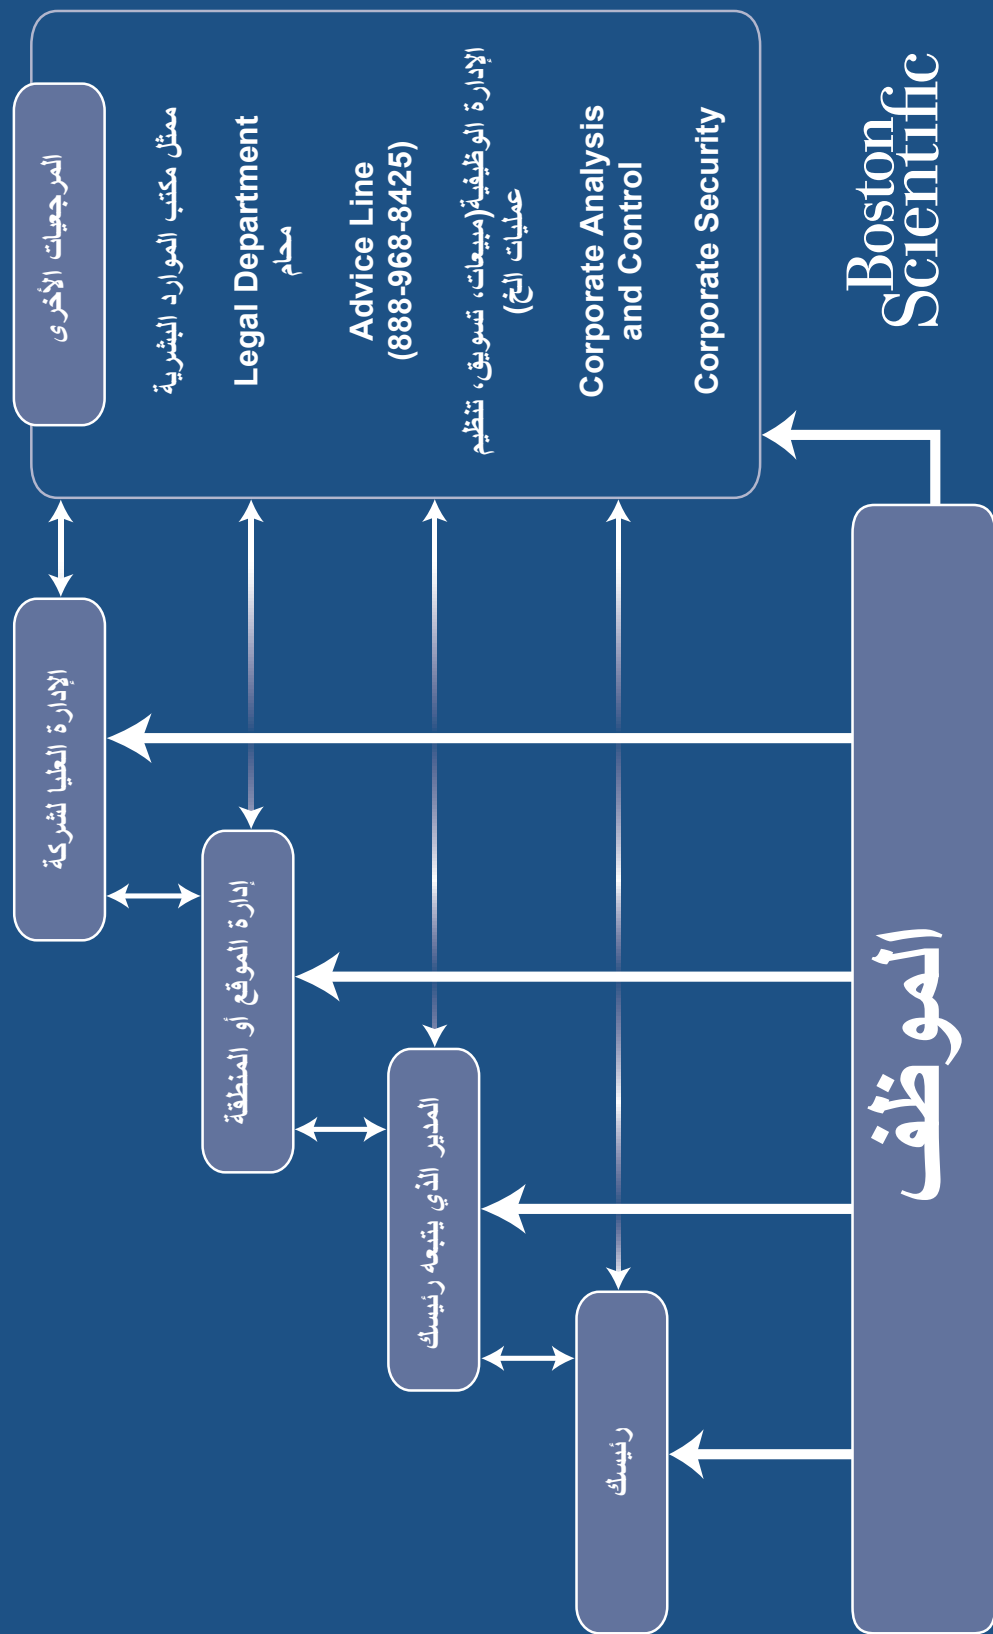 المرجعيات الأخرى
ممثل مكتب الموارد البشرية
Legal Department
محام
Advice Line
(888-968-8425)
الإدارة الوظيفية(مبيعات، تسويق، تنظيم
عمليات الخ)
Corporate Analysis
and Control
Corporate Security
الإدارة العليا لشركة
إدارة الموقع أو المنطقة
المدير الذي يتبعه رئيسك
رئيسك
الموظف
Boston
Scientific